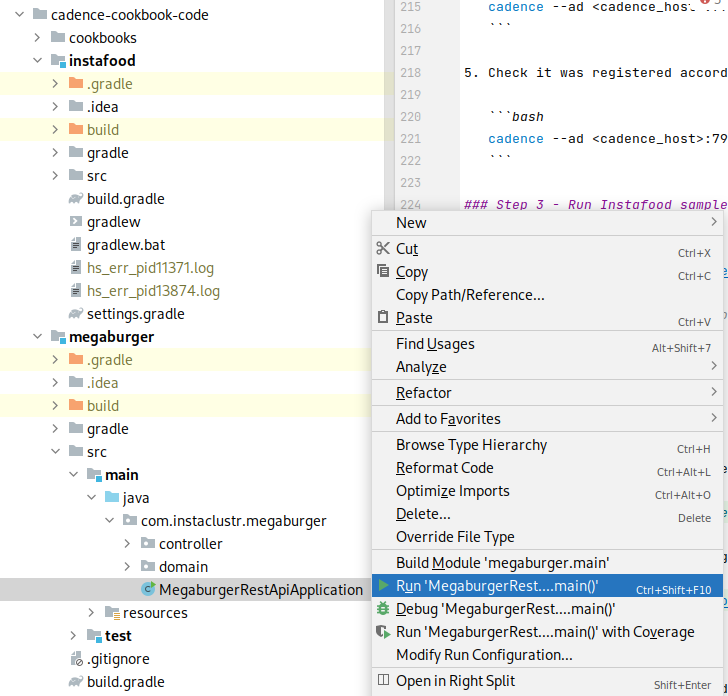 cadence-cookbook-code
cookbooks
instafood
.gradle
.idea
build
gradle
src
build.gradle
gradlew
gradlew.bat
hs_err_pid11371.log
hs_err_pid13874.log
settings.gradle
megaburger
.gradle
.idea
build
gradle
src
main
java
com.instaclustr.megaburger
controller
domain
MegaburgerRestApiApplication
resources
test
.gitignore
build.gradle
215 cadence --ad <cadence_host>:
216 ```
217
218 5. Check it was registered accord
219
220 ```bash
221 cadence --ad <cadence_host>:79
222 ```
223
224 ### Step 3 - Run Instafood sample
New
Cut Ctrl+X
Copy Ctrl+C
Copy Path/Reference...
Paste Ctrl+V
Find Usages Alt+Shift+7
Analyze
Refactor
Add to Favorites
Browse Type Hierarchy Ctrl+H
Reformat Code Ctrl+Alt+L
Optimize Imports Ctrl+Alt+O
Delete... Delete
Override File Type
Build Module 'megaburger.main'
Run 'MegaburgerRest....main()' Ctrl+Shift+F10
Debug 'MegaburgerRest....main()'
Run 'MegaburgerRest....main()' with Coverage
Modify Run Configuration...
Open in Right Split Shift+Enter